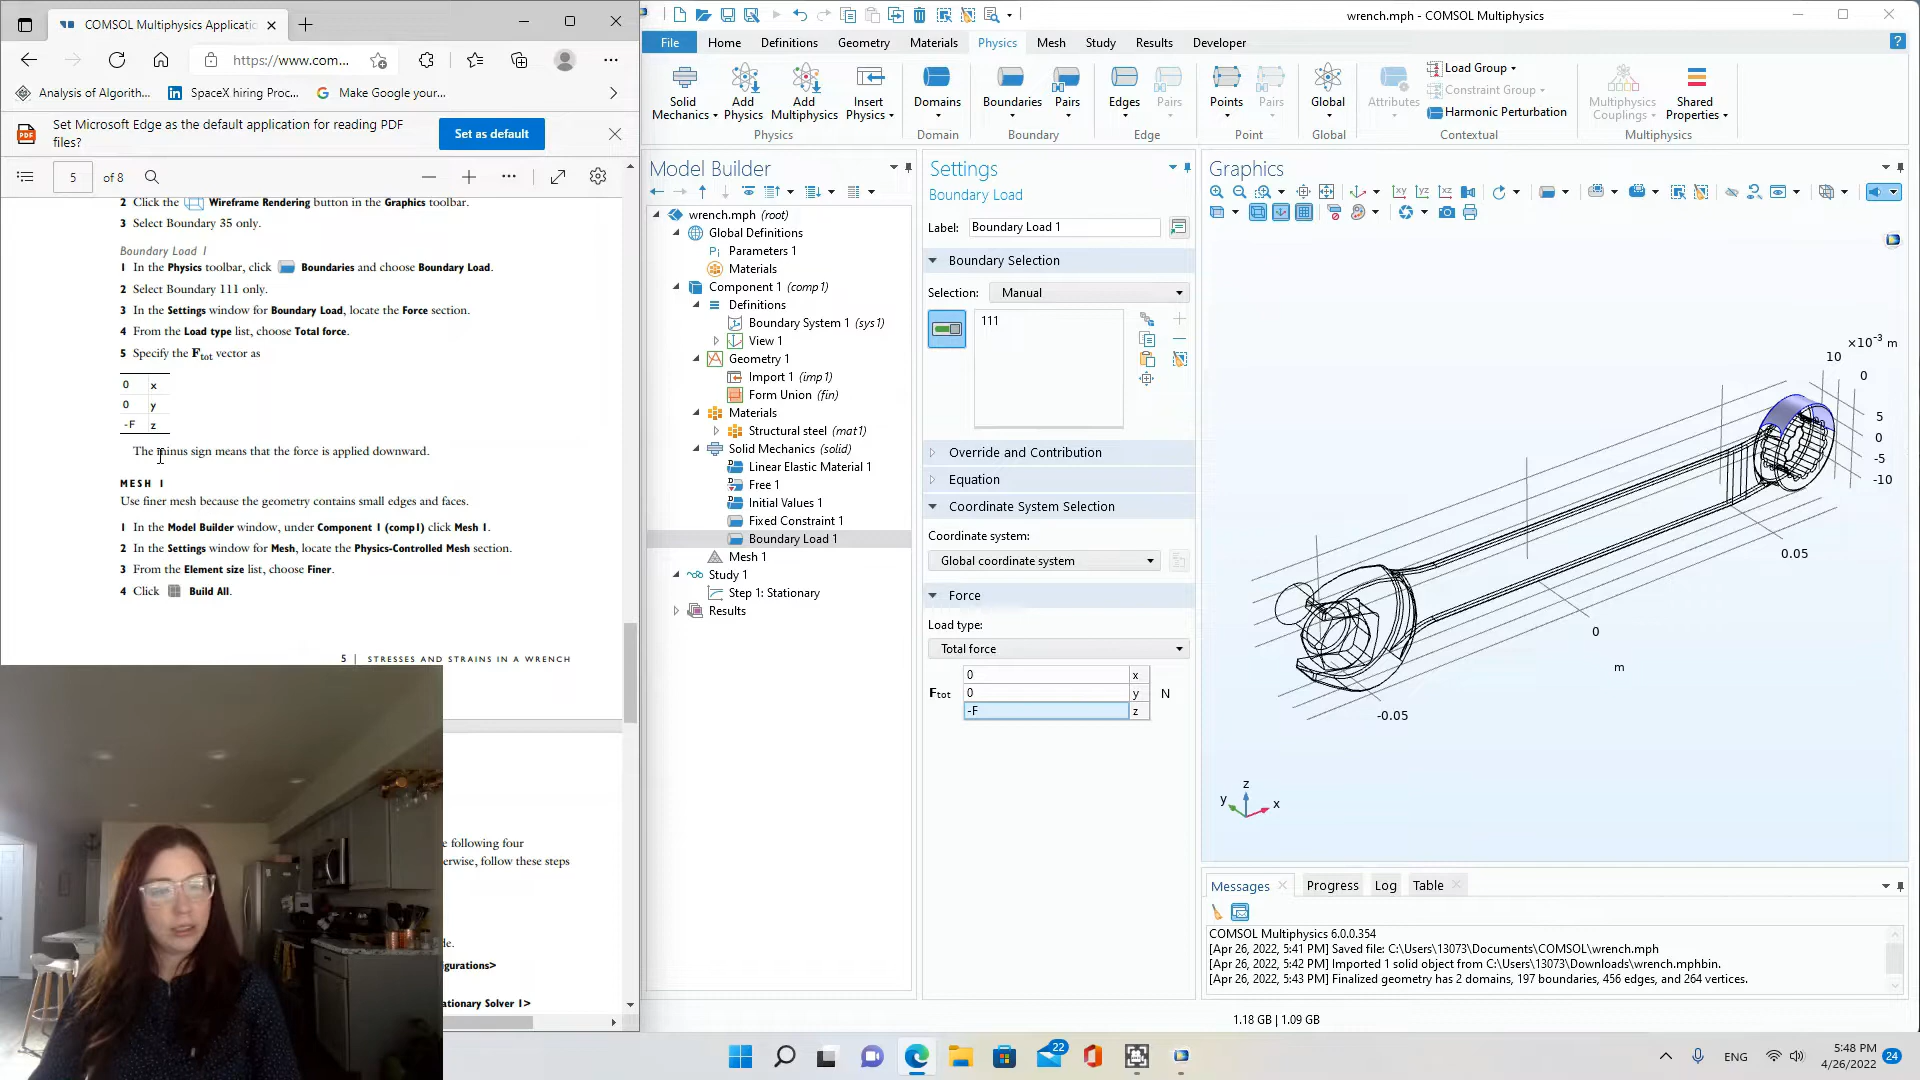 COMSOL Multiphysics Applicatio
https://www.com...
Analysis of Algorith...
SpaceX hiring Proc...
Make Google your...
Set Microsoft Edge as the default application for reading PDF
files?
Set as default
5
of 8
2 Click the Wireframe Rendering button in the Graphics toolbar.
3 Select Boundary 35 only.
Boundary Load 1
1 In the Physics toolbar, click Boundaries and choose Boundary Load.
2 Select Boundary 111 only.
3 In the Settings window for Boundary Load, locate the Force section.
4 From the Load type list, choose Total force.
5 Specify the Ftot vector as
0 x
0 y
-F z
The minus sign means that the force is applied downward.
MESH 1
Use finer mesh because the geometry contains small edges and faces.
1 In the Model Builder window, under Component 1 (comp1) click Mesh 1.
2 In the Settings window for Mesh, locate the Physics-Controlled Mesh section.
3 From the Element size list, choose Finer.
4 Click Build All.
5 | STRESSES AND STRAINS IN A WRENCH
e following four
erwise, follow these steps
de.
gurations>
ationary Solver 1>
wrench.mph - COMSOL Multiphysics
File
Home
Definitions
Geometry
Materials
Physics
Mesh
Study
Results
Developer
Solid
Mechanics
Add
Physics
Add
Multiphysics
Insert
Physics
Physics
Domains
Domain
Boundaries
Pairs
Boundary
Edges
Pairs
Edge
Points
Pairs
Point
Global
Global
Attributes
Load Group
Constraint Group
Harmonic Perturbation
Contextual
Multiphysics
Couplings
Shared
Properties
Multiphysics
Model Builder
wrench.mph (root)
Global Definitions
Parameters 1
Materials
Component 1 (comp1)
Definitions
Boundary System 1 (sys1)
View 1
Geometry 1
Import 1 (imp1)
Form Union (fin)
Materials
Structural steel (mat1)
Solid Mechanics (solid)
Linear Elastic Material 1
Free 1
Initial Values 1
Fixed Constraint 1
Boundary Load 1
Mesh 1
Study 1
Step 1: Stationary
Results
Settings
Boundary Load
Label: Boundary Load 1
Boundary Selection
Selection: Manual
111
Override and Contribution
Equation
Coordinate System Selection
Coordinate system:
Global coordinate system
Force
Load type:
Total force
Ftot
0 x
0 y
-F z
N
Graphics
×10⁻³ m
10
0
5
0
-5
-10
0.05
0
m
-0.05
z
y
x
Messages
Progress
Log
Table
COMSOL Multiphysics 6.0.0.354
[Apr 26, 2022, 5:41 PM] Saved file: C:\Users\13073\Documents\COMSOL\wrench.mph
[Apr 26, 2022, 5:42 PM] Imported 1 solid object from C:\Users\13073\Downloads\wrench.mphbin.
[Apr 26, 2022, 5:43 PM] Finalized geometry has 2 domains, 197 boundaries, 456 edges, and 264 vertices.
1.18 GB | 1.09 GB
22
ENG
5:48 PM
4/26/2022
24